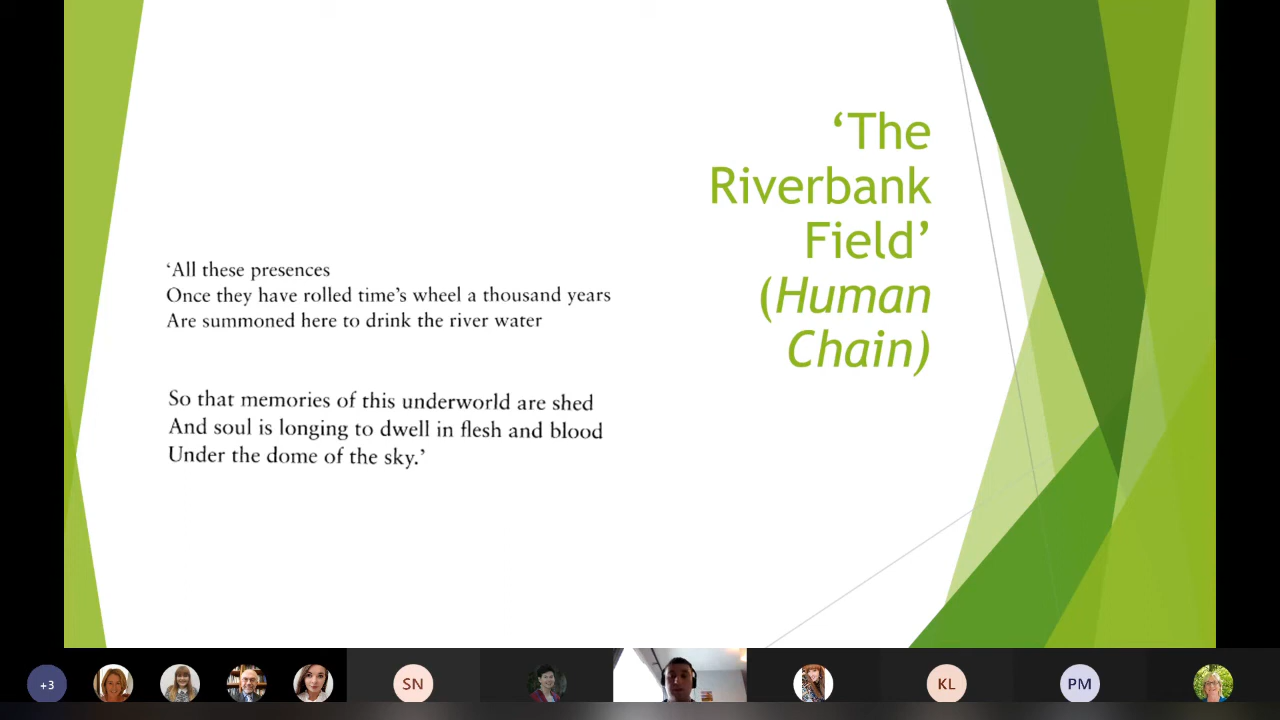 ‘The
Riverbank
Field’
(Human
Chain)
‘All these presences
Once they have rolled time’s wheel a thousand years
Are summoned here to drink the river water
So that memories of this underworld are shed
And soul is longing to dwell in flesh and blood
Under the dome of the sky.’
+3
SN
KL
PM